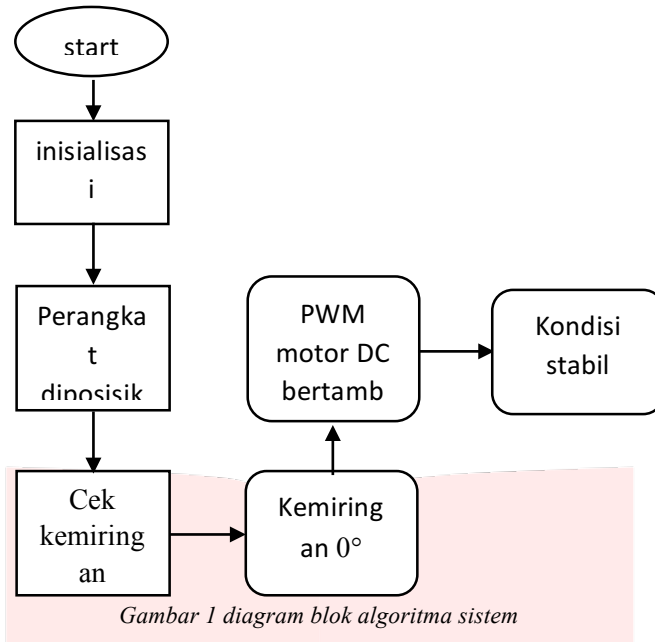 start
inisialisas
i
Perangka
t
diposisik
Cek
kemiring
an
Kemiring
an 0°
PWM
motor DC
bertamb
Kondisi
stabil
Gambar 1 diagram blok algoritma sistem